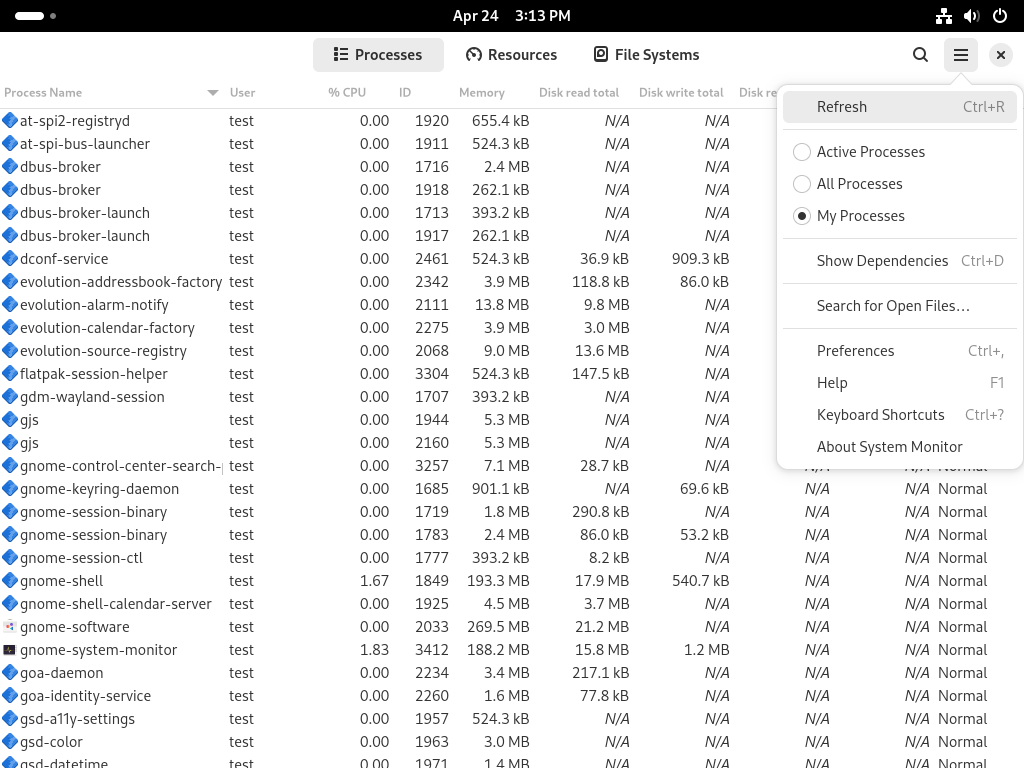 Apr 24 3:13 PM
Processes Resources File Systems
Process Name User % CPU ID Memory Disk read total Disk write total Disk re
Refresh Ctrl+R
Active Processes
All Processes
My Processes
Show Dependencies Ctrl+D
Search for Open Files…
Preferences Ctrl+,
Help F1
Keyboard Shortcuts Ctrl+?
About System Monitor
at-spi2-registryd test 0.00 1920 655.4 kB N/A N/A
at-spi-bus-launcher test 0.00 1911 524.3 kB N/A N/A
dbus-broker test 0.00 1716 2.4 MB N/A N/A
dbus-broker test 0.00 1918 262.1 kB N/A N/A
dbus-broker-launch test 0.00 1713 393.2 kB N/A N/A
dbus-broker-launch test 0.00 1917 262.1 kB N/A N/A
dconf-service test 0.00 2461 524.3 kB 36.9 kB 909.3 kB
evolution-addressbook-factory test 0.00 2342 3.9 MB 118.8 kB 86.0 kB
evolution-alarm-notify test 0.00 2111 13.8 MB 9.8 MB N/A
evolution-calendar-factory test 0.00 2275 3.9 MB 3.0 MB N/A
evolution-source-registry test 0.00 2068 9.0 MB 13.6 MB N/A
flatpak-session-helper test 0.00 3304 524.3 kB 147.5 kB N/A
gdm-wayland-session test 0.00 1707 393.2 kB N/A N/A
gjs test 0.00 1944 5.3 MB N/A N/A
gjs test 0.00 2160 5.3 MB N/A N/A
gnome-control-center-search- test 0.00 3257 7.1 MB 28.7 kB N/A N/A N/A Normal
gnome-keyring-daemon test 0.00 1685 901.1 kB N/A 69.6 kB N/A N/A Normal
gnome-session-binary test 0.00 1719 1.8 MB 290.8 kB N/A N/A N/A Normal
gnome-session-binary test 0.00 1783 2.4 MB 86.0 kB 53.2 kB N/A N/A Normal
gnome-session-ctl test 0.00 1777 393.2 kB 8.2 kB N/A N/A N/A Normal
gnome-shell test 1.67 1849 193.3 MB 17.9 MB 540.7 kB N/A N/A Normal
gnome-shell-calendar-server test 0.00 1925 4.5 MB 3.7 MB N/A N/A N/A Normal
gnome-software test 0.00 2033 269.5 MB 21.2 MB N/A N/A N/A Normal
gnome-system-monitor test 1.83 3412 188.2 MB 15.8 MB 1.2 MB N/A N/A Normal
goa-daemon test 0.00 2234 3.4 MB 217.1 kB N/A N/A N/A Normal
goa-identity-service test 0.00 2260 1.6 MB 77.8 kB N/A N/A N/A Normal
gsd-a11y-settings test 0.00 1957 524.3 kB N/A N/A N/A N/A Normal
gsd-color test 0.00 1963 3.0 MB N/A N/A N/A N/A Normal
gsd-datetime test 0.00 1971 1.4 MB N/A N/A N/A N/A Normal